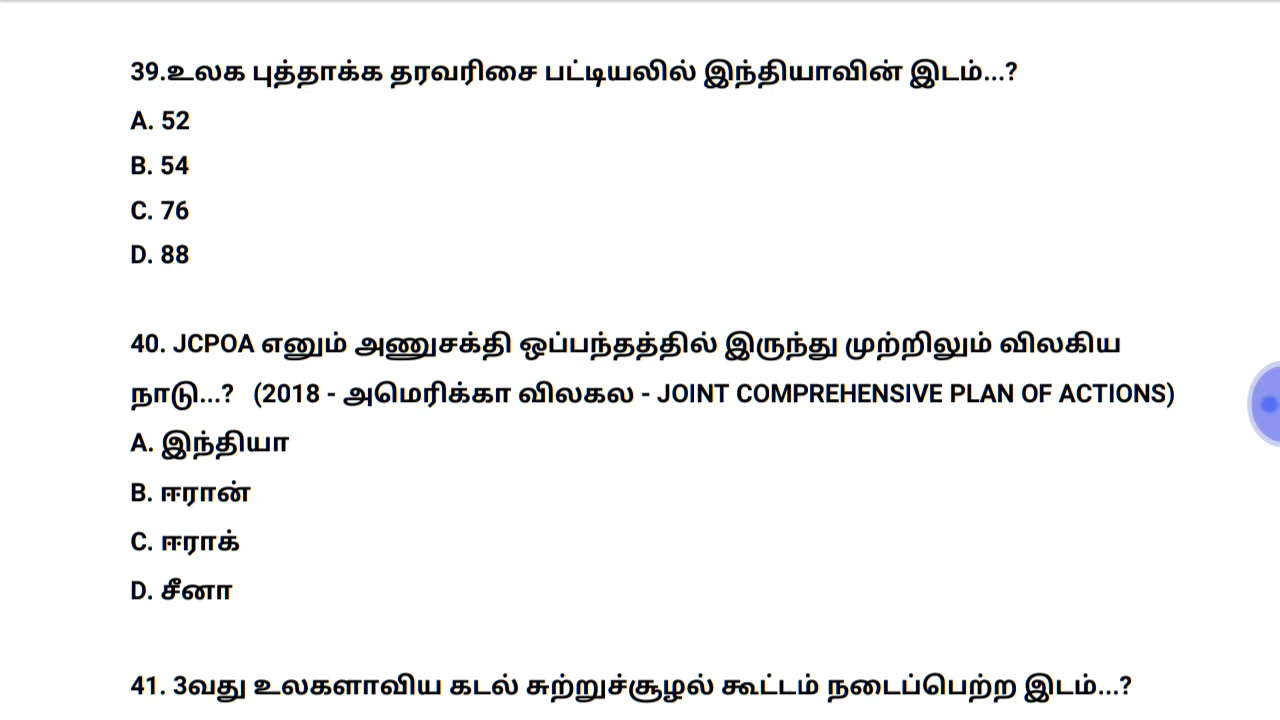 39.உலக புத்தாக்க தரவரிசை பட்டியலில் இந்தியாவின் இடம்...?
A. 52
B. 54
C. 76
D. 88
40. JCPOA எனும் அணுசக்தி ஒப்பந்தத்தில் இருந்து முற்றிலும் விலகிய
நாடு...? (2018 - அமெரிக்கா விலகல - JOINT COMPREHENSIVE PLAN OF ACTIONS)
A. இந்தியா
B. ஈரான்
C. ஈராக்
D. சீனா
41. 3வது உலகளாவிய கடல் சுற்றுச்சூழல் கூட்டம் நடைப்பெற்ற இடம்...?